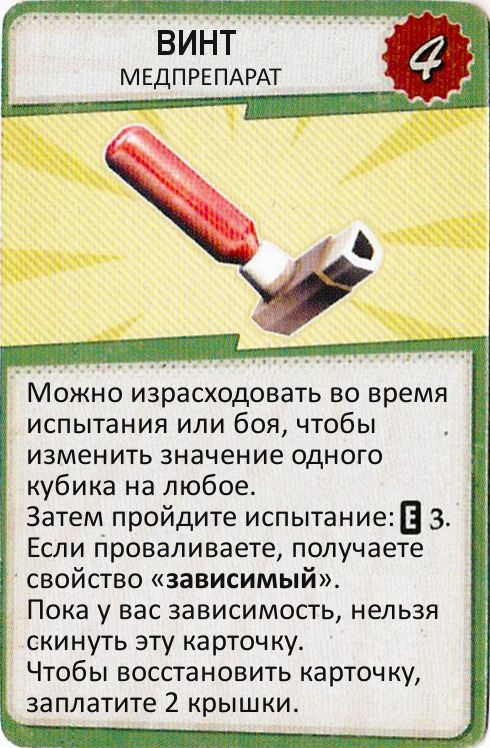 ВИНТ
МЕДПРЕПАРАТ
4
Можно израсходовать во время
испытания или боя, чтобы
изменить значение одного
кубика на любое.
Затем пройдите испытание: E 3.
Если проваливаете, получаете
свойство «зависимый».
Пока у вас зависимость, нельзя
скинуть эту карточку.
Чтобы восстановить карточку,
заплатите 2 крышки.